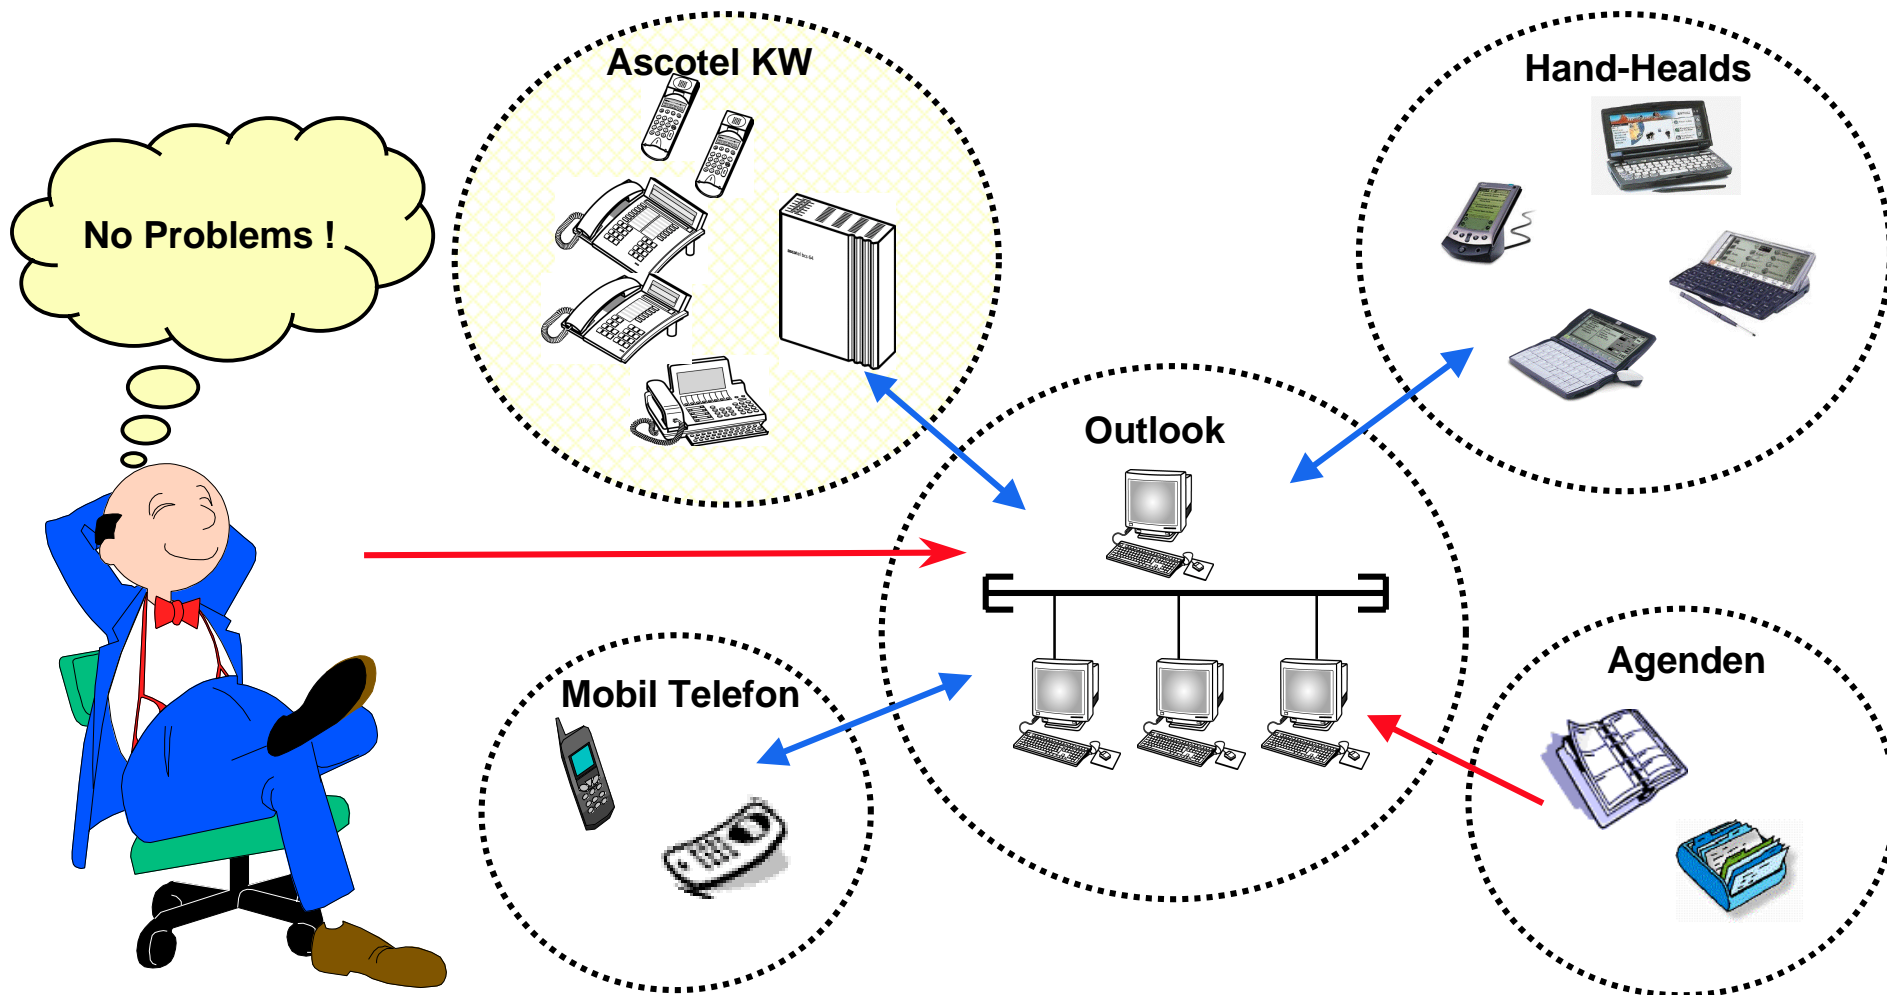 Ascotel KW
Hand-Healds
No Problems !
Outlook
Mobil Telefon
Agenden